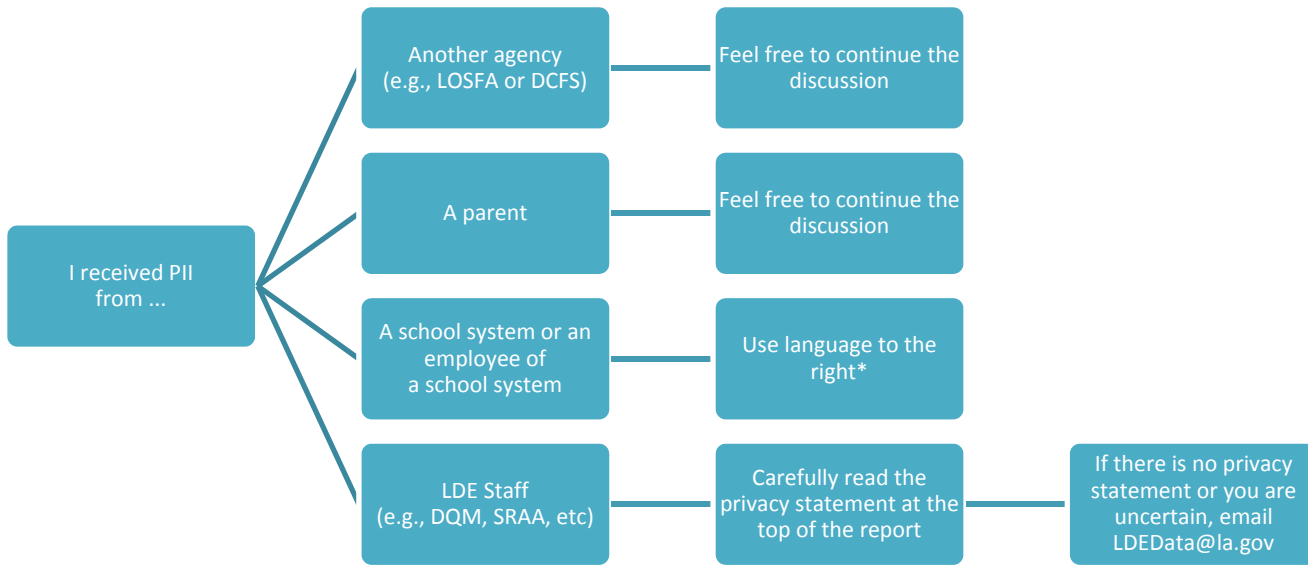 Another agency
(e.g., LOSFA or DCFS)
Feel free to continue the
discussion
A parent
Feel free to continue the
discussion
I received PII
from ...
A school system or an
employee of
a school system
Use language to the
right*
LDE Staff
(e.g., DQM, SRAA, etc)
Carefully read the
privacy statement at the
top of the report
If there is no privacy
statement or you are
uncertain, email
LDEData@la.gov